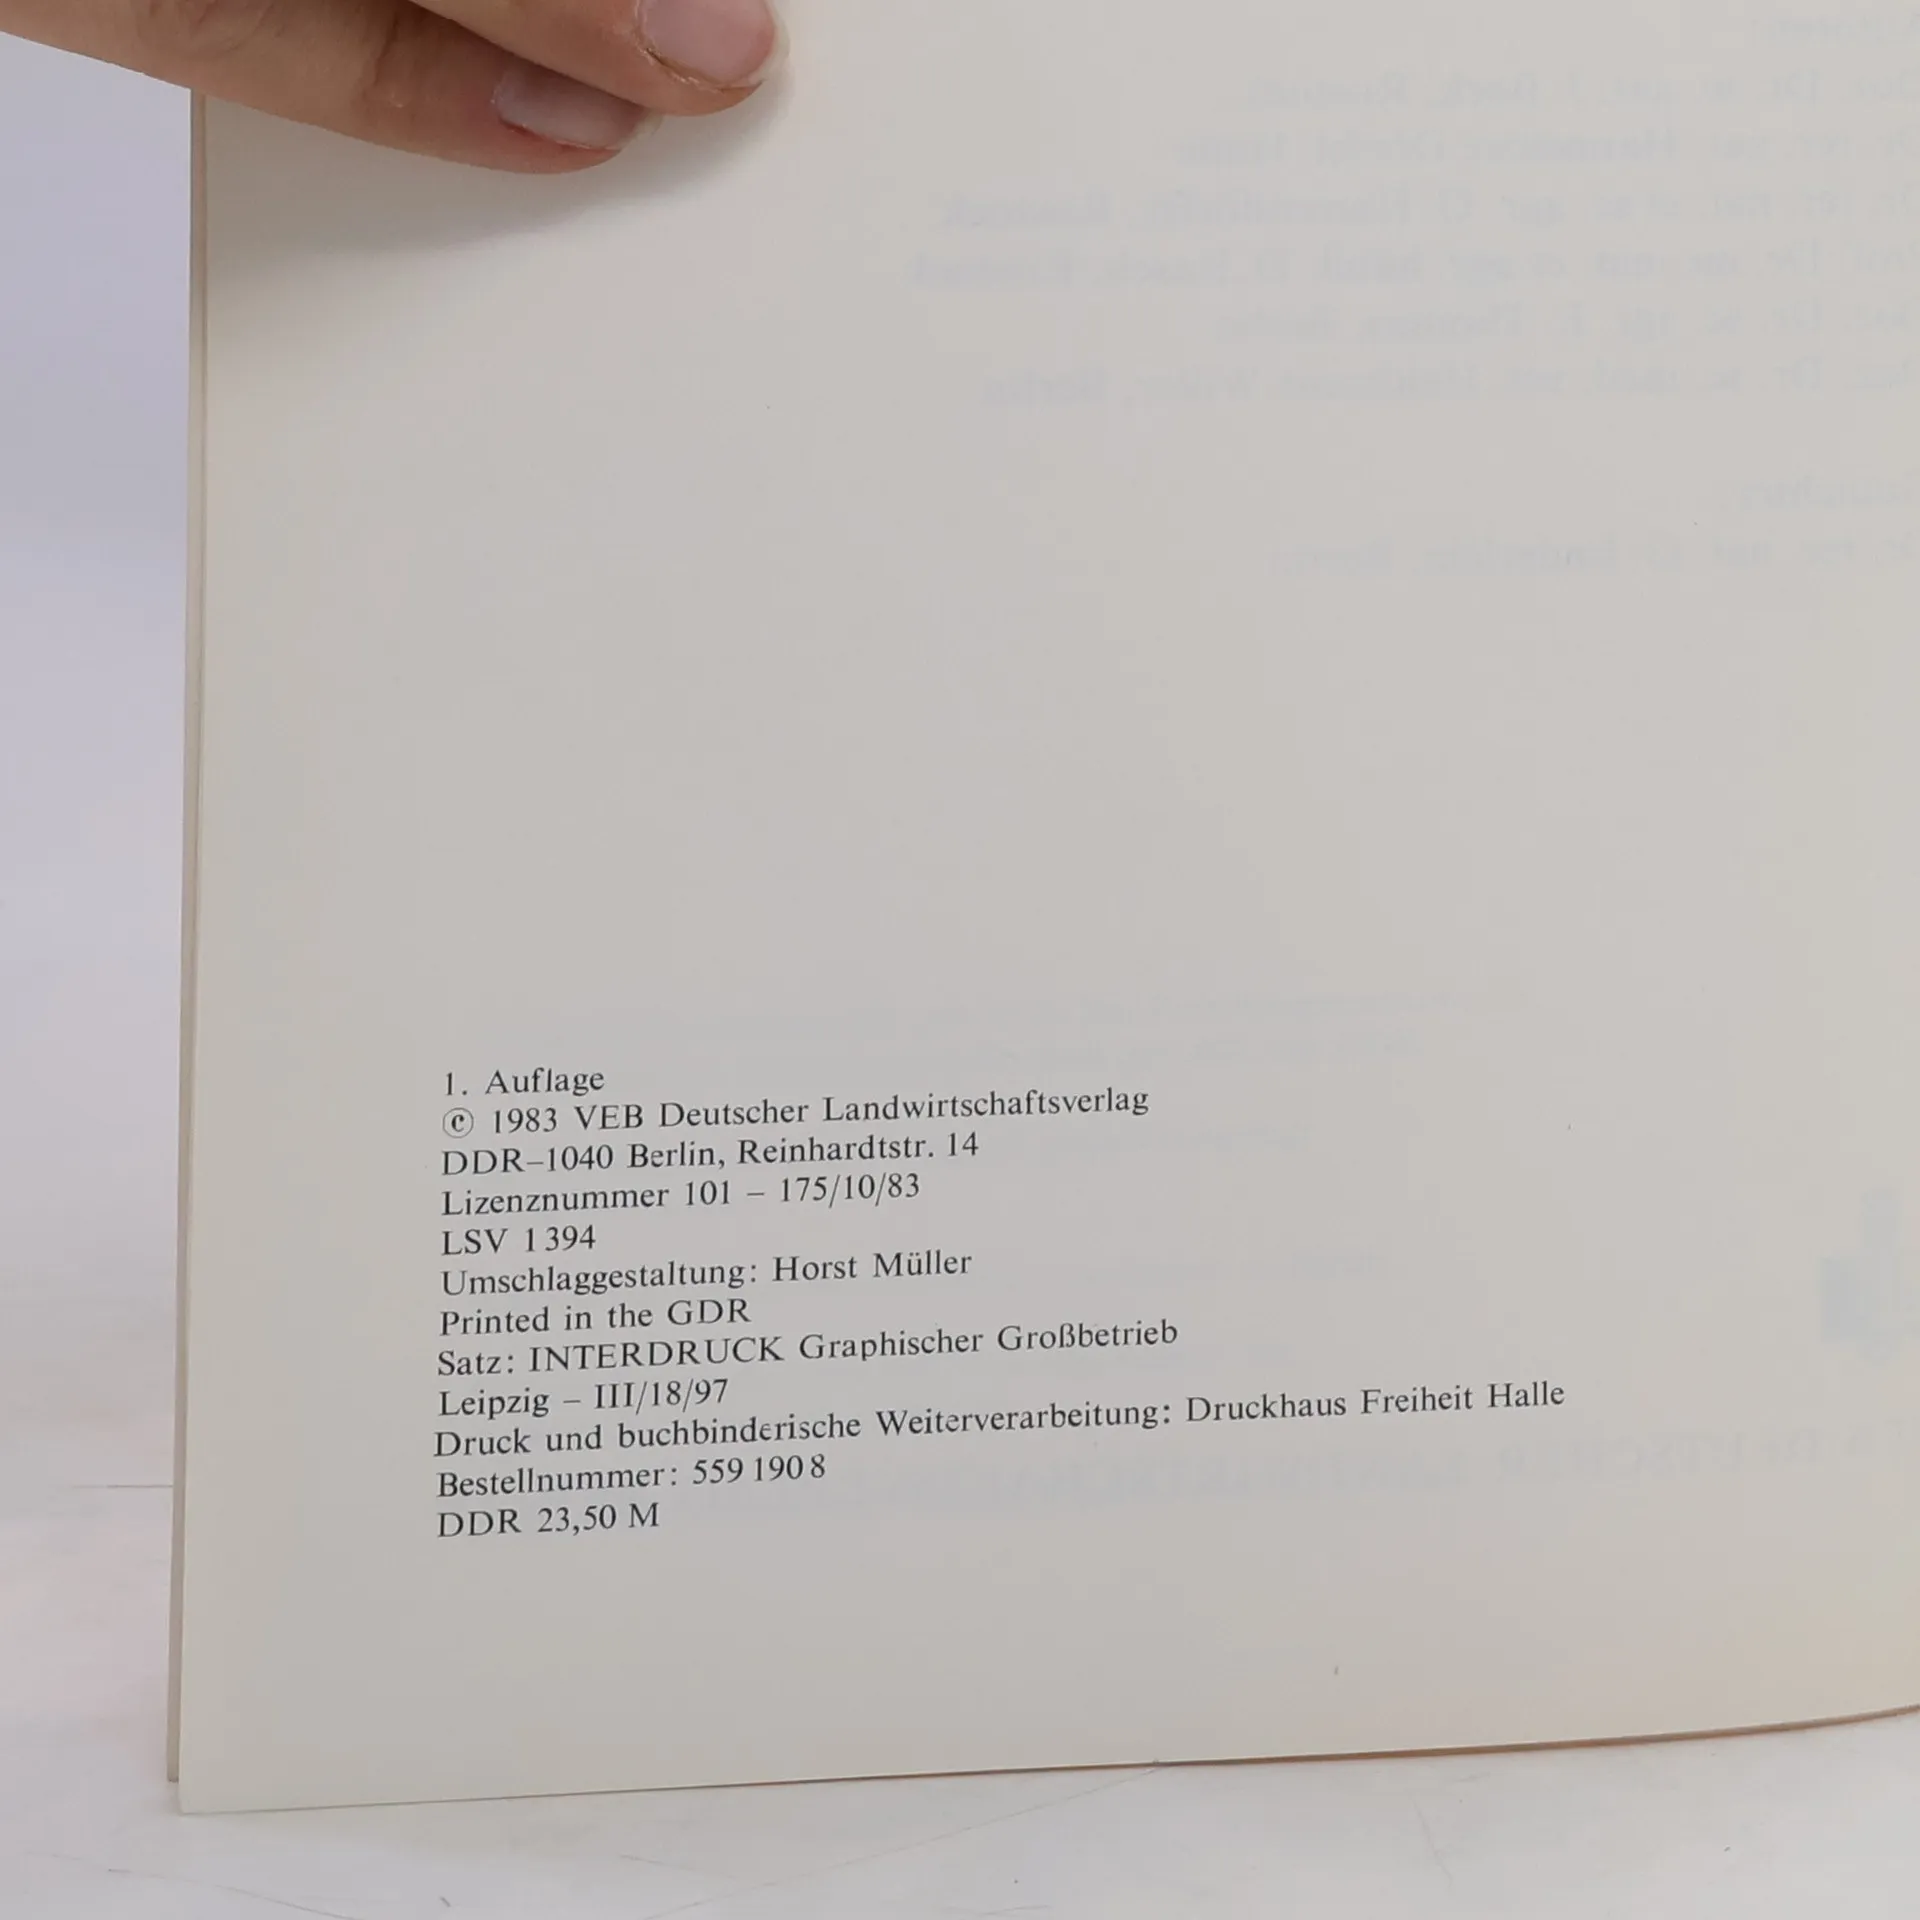 1. Auflage
© 1983 VEB Deutscher Landwirtschaftsverlag
DDR–1040 Berlin, Reinhardtstr. 14
Lizenznummer 101 – 175/10/83
LSV 1394
Umschlaggestaltung: Horst Müller
Printed in the GDR
Satz: INTERDRUCK Graphischer Großbetrieb
Leipzig – III/18/97
Druck und buchbinderische Weiterverarbeitung: Druckhaus Freiheit Halle
Bestellnummer: 559 190 8
DDR 23,50 M